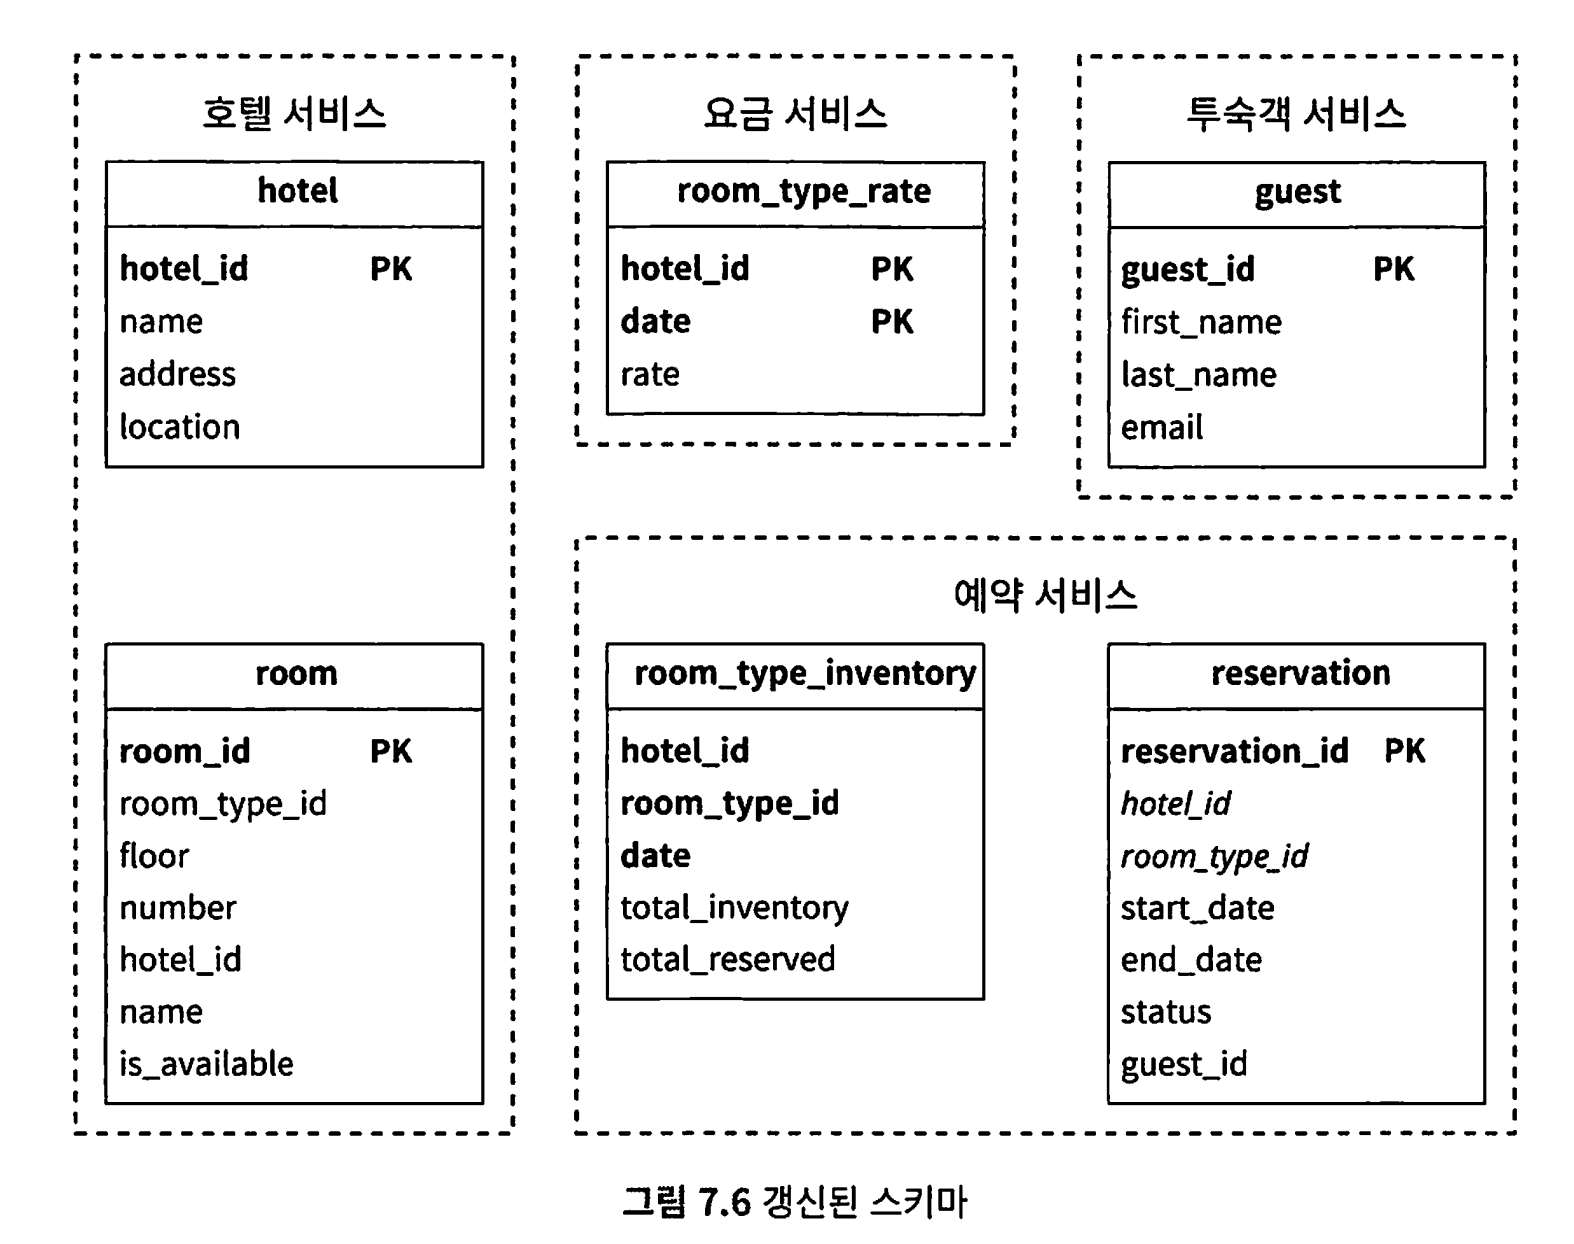 호텔 서비스
hotel
hotel_id PK
name
address
location
room
room_id PK
room_type_id
floor
number
hotel_id
name
is_available
요금 서비스
room_type_rate
hotel_id PK
date PK
rate
투숙객 서비스
guest
guest_id PK
first_name
last_name
email
예약 서비스
room_type_inventory
hotel_id
room_type_id
date
total_inventory
total_reserved
reservation
reservation_id PK
hotel_id
room_type_id
start_date
end_date
status
guest_id
그림 7.6 갱신된 스키마